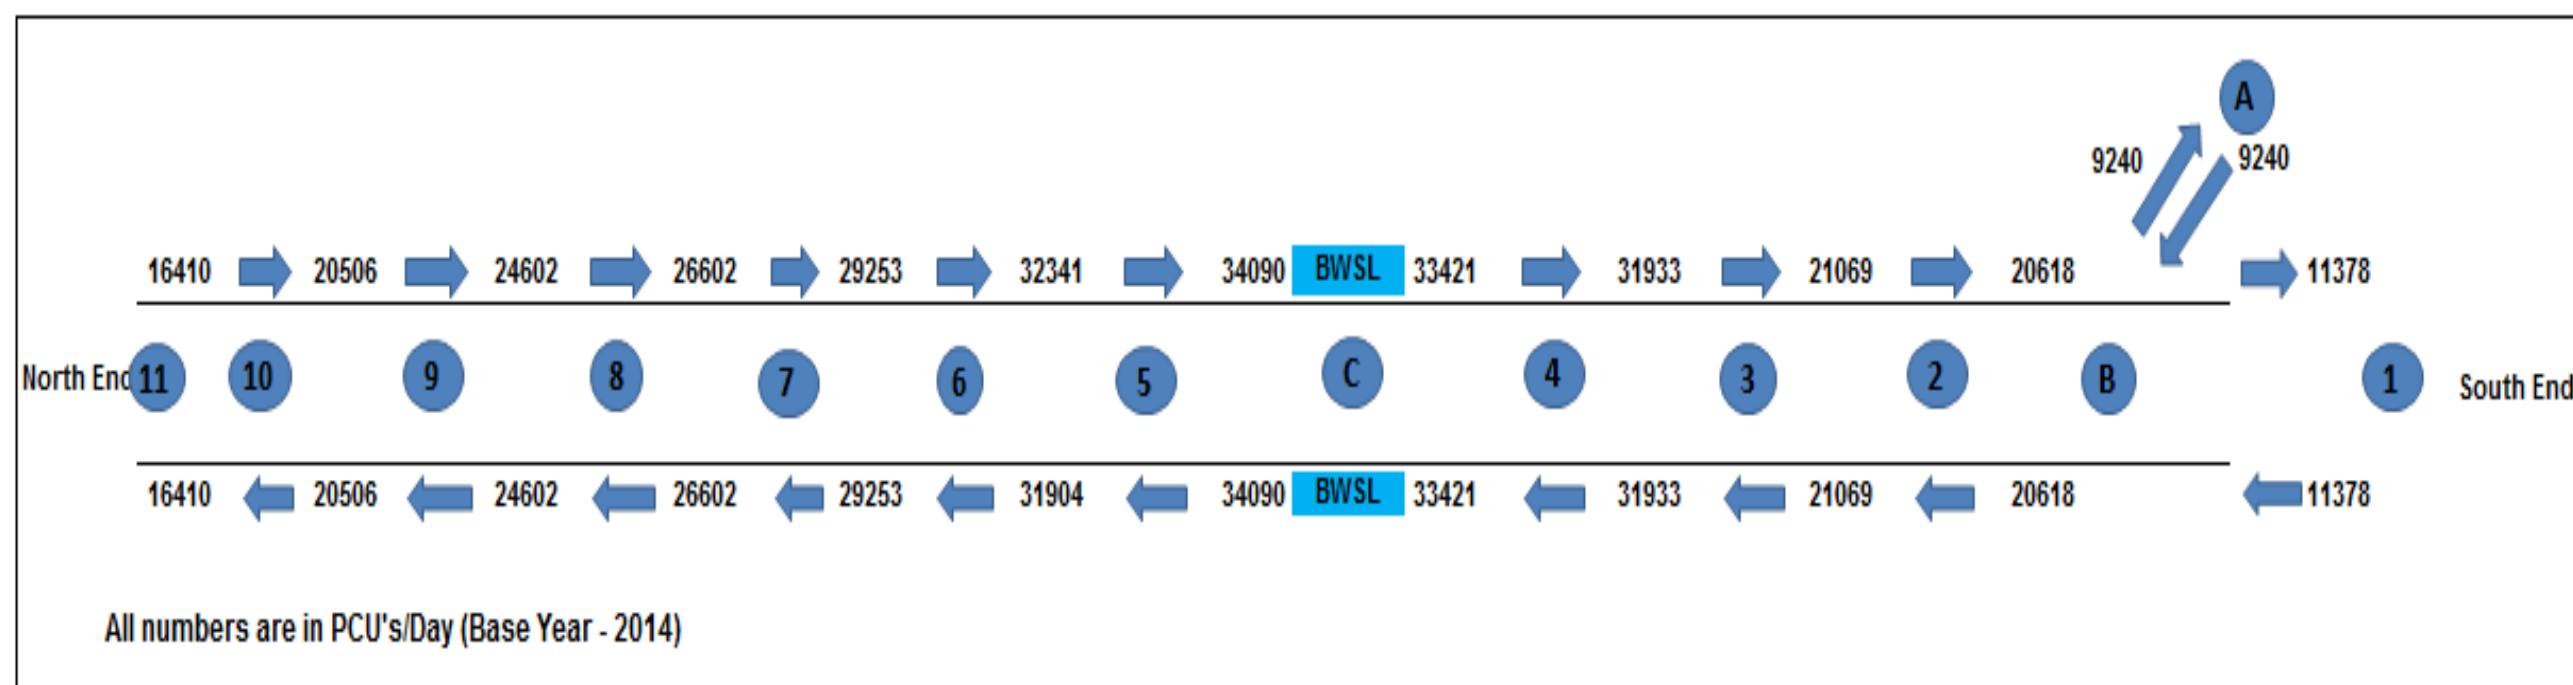 A
9240 9240
16410 20506 24602 26602 29253 32341 34090 BWSL 33421 31933 21069 20618 11378
North End 11 10 9 8 7 6 5 C 4 3 2 B 1 South End
16410 20506 24602 26602 29253 31904 34090 BWSL 33421 31933 21069 20618 11378
All numbers are in PCU's/Day (Base Year - 2014)